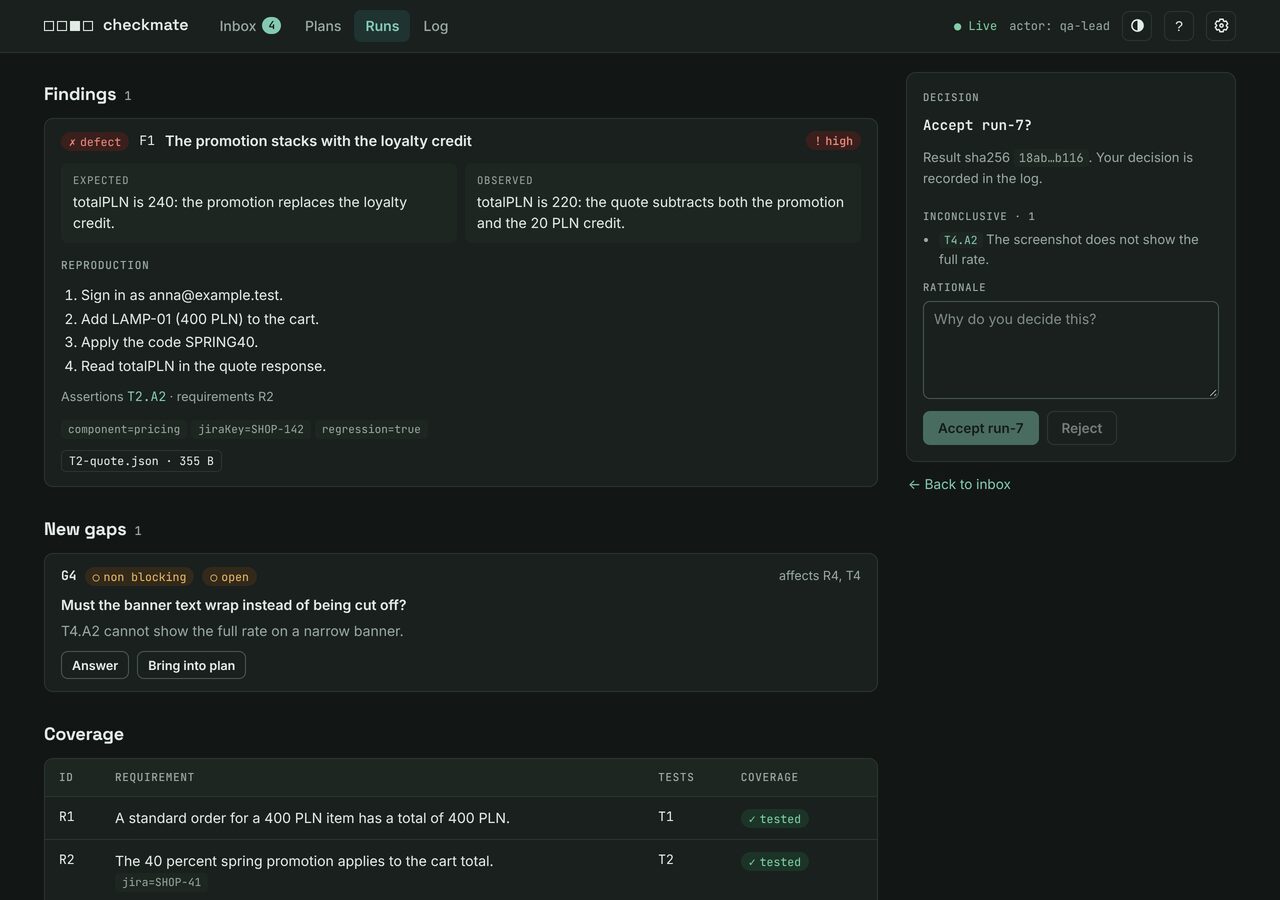 checkmate Inbox 4 Plans Runs Log ● Live actor: qa-lead ?
Findings 1
✗ defect F1 The promotion stacks with the loyalty credit ! high
EXPECTED
totalPLN is 240: the promotion replaces the loyalty
credit.
OBSERVED
totalPLN is 220: the quote subtracts both the promotion
and the 20 PLN credit.
REPRODUCTION
1. Sign in as anna@example.test.
2. Add LAMP-01 (400 PLN) to the cart.
3. Apply the code SPRING40.
4. Read totalPLN in the quote response.
Assertions T2.A2 · requirements R2
component=pricing jiraKey=SHOP-142 regression=true
T2-quote.json · 355 B
New gaps 1
G4 ○ non blocking ○ open affects R4, T4
Must the banner text wrap instead of being cut off?
T4.A2 cannot show the full rate on a narrow banner.
Answer Bring into plan
Coverage
ID REQUIREMENT TESTS COVERAGE
R1 A standard order for a 400 PLN item has a total of 400 PLN. T1 ✓ tested
R2 The 40 percent spring promotion applies to the cart total. T2 ✓ tested
jira=SHOP-41
DECISION
Accept run-7?
Result sha256 18ab…b116. Your decision is
recorded in the log.
INCONCLUSIVE · 1
• T4.A2 The screenshot does not show the
full rate.
RATIONALE
Why do you decide this?
Accept run-7 Reject
← Back to inbox